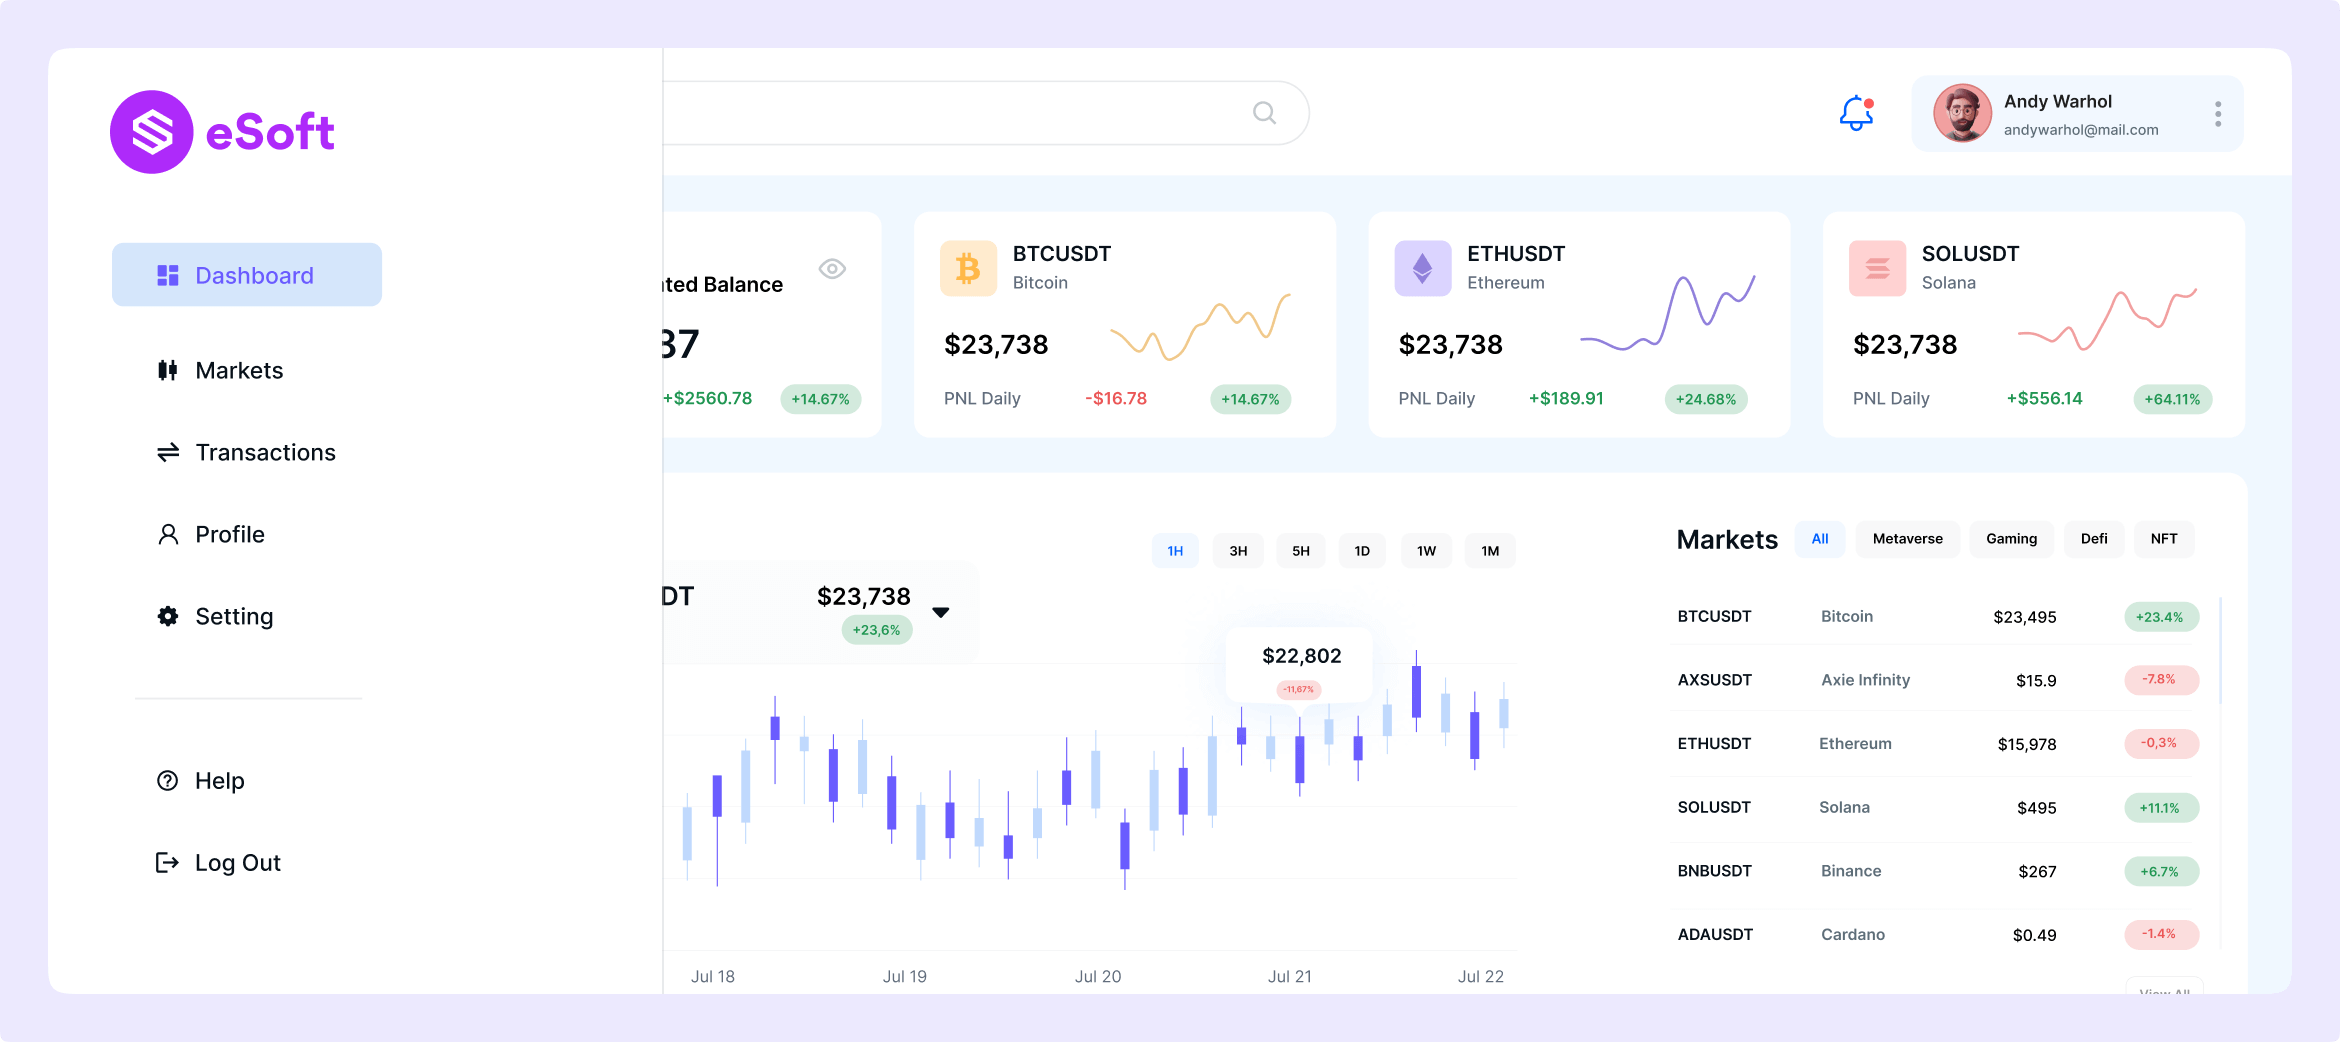 eSoft
Dashboard
Markets
Transactions
Profile
Setting
Help
Log Out
Andy Warhol
andywarhol@mail.com
Balance
37
+$2560.78 +14.67%
BTCUSDT
Bitcoin
$23,738
PNL Daily -$16.78 +14.67%
ETHUSDT
Ethereum
$23,738
PNL Daily +$189.91 +24.68%
SOLUSDT
Solana
$23,738
PNL Daily +$556.14 +64.11%
1H 3H 5H 1D 1W 1M
DT $23,738
+23,6%
$22,802
-11,67%
Jul 18 Jul 19 Jul 20 Jul 21 Jul 22
Markets All Metaverse Gaming Defi NFT
BTCUSDT Bitcoin $23,495 +23.4%
AXSUSDT Axie Infinity $15.9 -7.8%
ETHUSDT Ethereum $15,978 -0,3%
SOLUSDT Solana $495 +11.1%
BNBUSDT Binance $267 +6.7%
ADAUSDT Cardano $0.49 -1.4%
View All